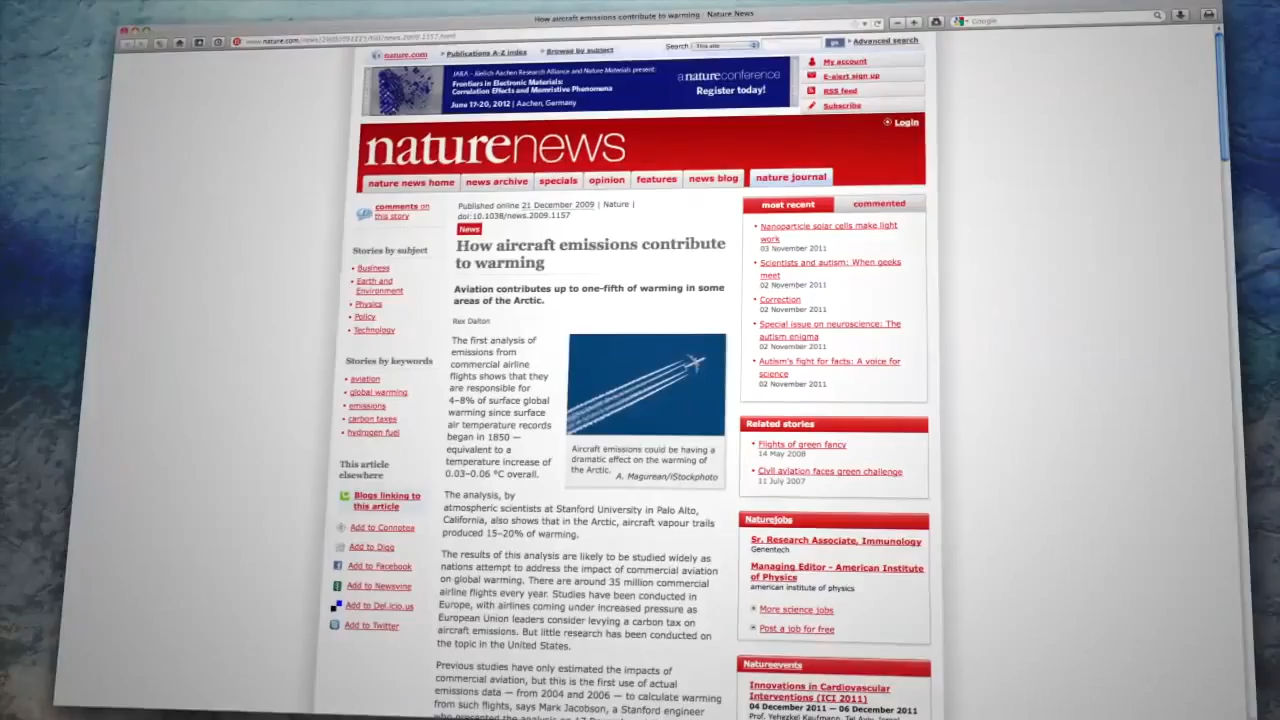 How aircraft emissions contribute to warming : Nature News
Google
nature.com
Publications A-Z index
Browse by subject
Search
This site
go
Advanced search
JARA – Jülich Aachen Research Alliance and Nature Materials present:
Frontiers in Electronic Materials:
Correlation Effects and Memristive Phenomena
June 17-20, 2012 | Aachen, Germany
a nature conference
Register today!
My account
E-alert sign up
RSS feed
Subscribe
Login
naturenews
nature news home
news archive
specials
opinion
features
news blog
nature journal
comments on
this story
Stories by subject
Business
Earth and
Environment
Physics
Policy
Technology
Stories by keywords
aviation
global warming
emissions
carbon taxes
hydrogen fuel
This article
elsewhere
Blogs linking to
this article
Add to Connotea
Add to Digg
Add to Facebook
Add to Newsvine
Add to Del.icio.us
Add to Twitter
Published online 21 December 2009 | Nature |
doi:10.1038/news.2009.1157
News
How aircraft emissions contribute
to warming
Aviation contributes up to one-fifth of warming in some
areas of the Arctic.
Rex Dalton
The first analysis of
emissions from
commercial airline
flights shows that they
are responsible for
4–8% of surface global
warming since surface
air temperature records
began in 1850 —
equivalent to a
temperature increase of
0.03–0.06 °C overall.
Aircraft emissions could be having a
dramatic effect on the warming of
the Arctic.
A. Magurean/iStockphoto
The analysis, by
atmospheric scientists at Stanford University in Palo Alto,
California, also shows that in the Arctic, aircraft vapour trails
produced 15–20% of warming.
The results of this analysis are likely to be studied widely as
nations attempt to address the impact of commercial aviation
on global warming. There are around 35 million commercial
airline flights every year. Studies have been conducted in
Europe, with airlines coming under increased pressure as
European Union leaders consider levying a carbon tax on
aircraft emissions. But little research has been conducted on
the topic in the United States.
Previous studies have only estimated the impacts of
commercial aviation, but this is the first use of actual
emissions data — from 2004 and 2006 — to calculate warming
from such flights, says Mark Jacobson, a Stanford engineer
most recent
commented
Nanoparticle solar cells make light
work
03 November 2011
Scientists and autism: When geeks
meet
02 November 2011
Correction
02 November 2011
Special issue on neuroscience: The
autism enigma
02 November 2011
Autism's fight for facts: A voice for
science
02 November 2011
Related stories
Flights of green fancy
14 May 2008
Civil aviation faces green challenge
11 July 2007
Naturejobs
Sr. Research Associate, Immunology
Genentech
Managing Editor - American Institute
of Physics
american institute of physics
More science jobs
Post a job for free
Natureevents
Innovations in Cardiovascular
Interventions (ICI 2011)
04 December 2011 — 06 December 2011